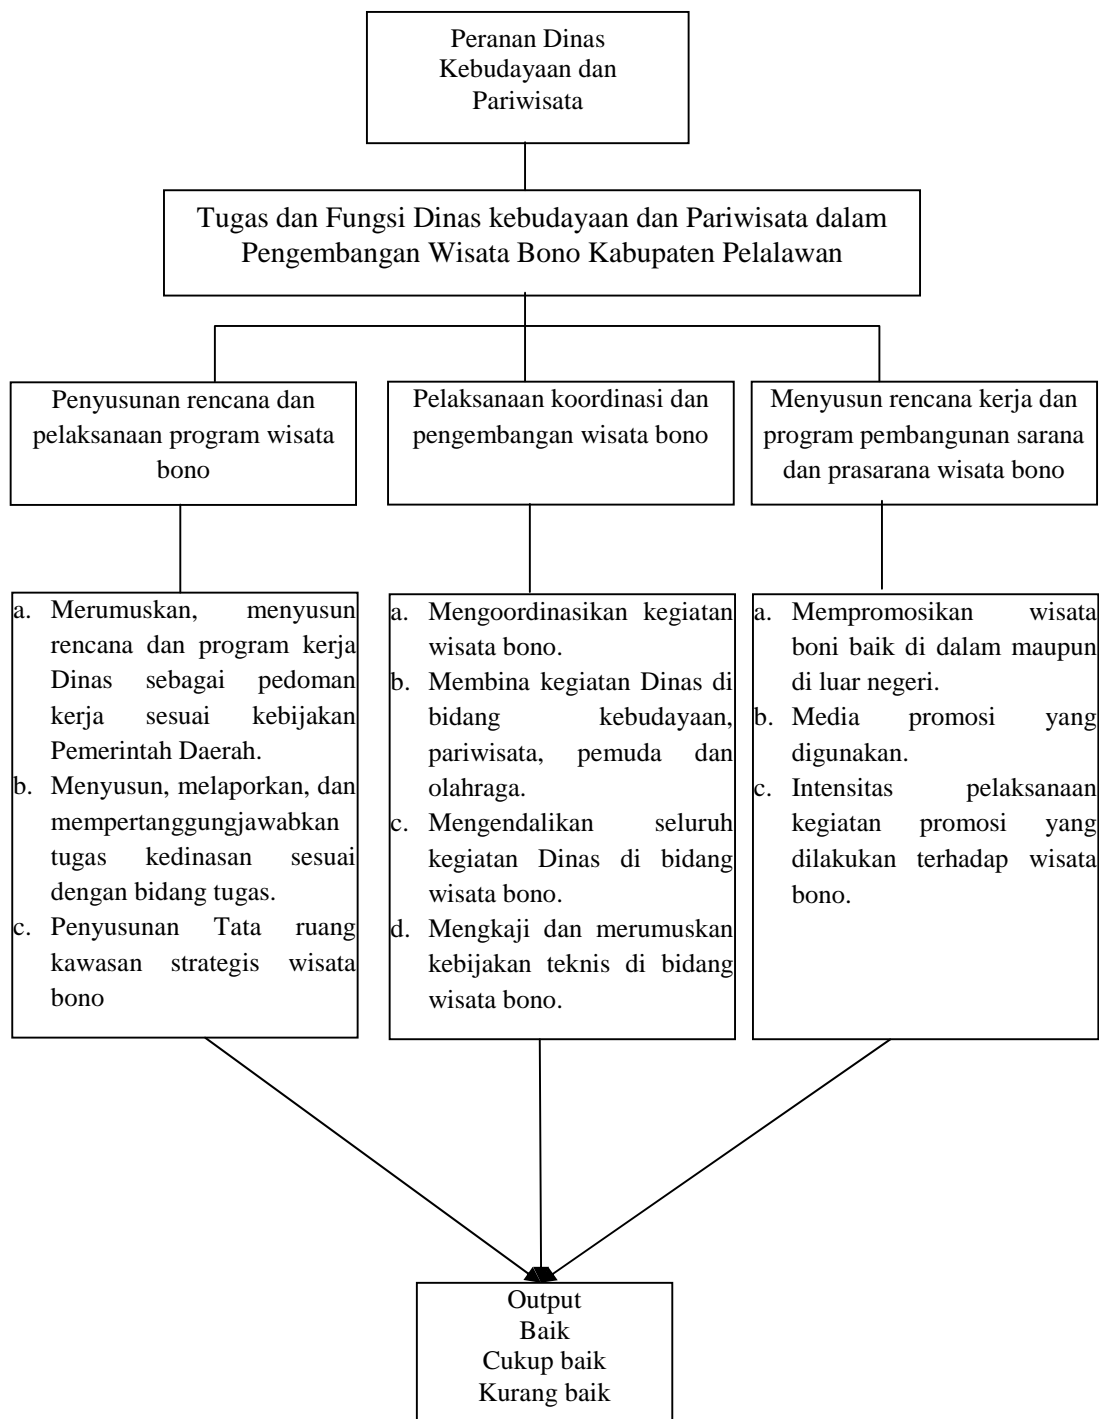 Peranan Dinas
Kebudayaan dan
Pariwisata
Tugas dan Fungsi Dinas kebudayaan dan Pariwisata dalam
Pengembangan Wisata Bono Kabupaten Pelalawan
Penyusunan rencana dan
pelaksanaan program wisata
bono
Pelaksanaan koordinasi dan
pengembangan wisata bono
Menyusun rencana kerja dan
program pembangunan sarana
dan prasarana wisata bono
a. Merumuskan, menyusun
rencana dan program kerja
Dinas sebagai pedoman
kerja sesuai kebijakan
Pemerintah Daerah.
b. Menyusun, melaporkan, dan
mempertanggungjawabkan
tugas kedinasan sesuai
dengan bidang tugas.
c. Penyusunan Tata ruang
kawasan strategis wisata
bono
a. Mengoordinasikan kegiatan
wisata bono.
b. Membina kegiatan Dinas di
bidang kebudayaan,
pariwisata, pemuda dan
olahraga.
c. Mengendalikan seluruh
kegiatan Dinas di bidang
wisata bono.
d. Mengkaji dan merumuskan
kebijakan teknis di bidang
wisata bono.
a. Mempromosikan wisata
boni baik di dalam maupun
di luar negeri.
b. Media promosi yang
digunakan.
c. Intensitas pelaksanaan
kegiatan promosi yang
dilakukan terhadap wisata
bono.
Output
Baik
Cukup baik
Kurang baik